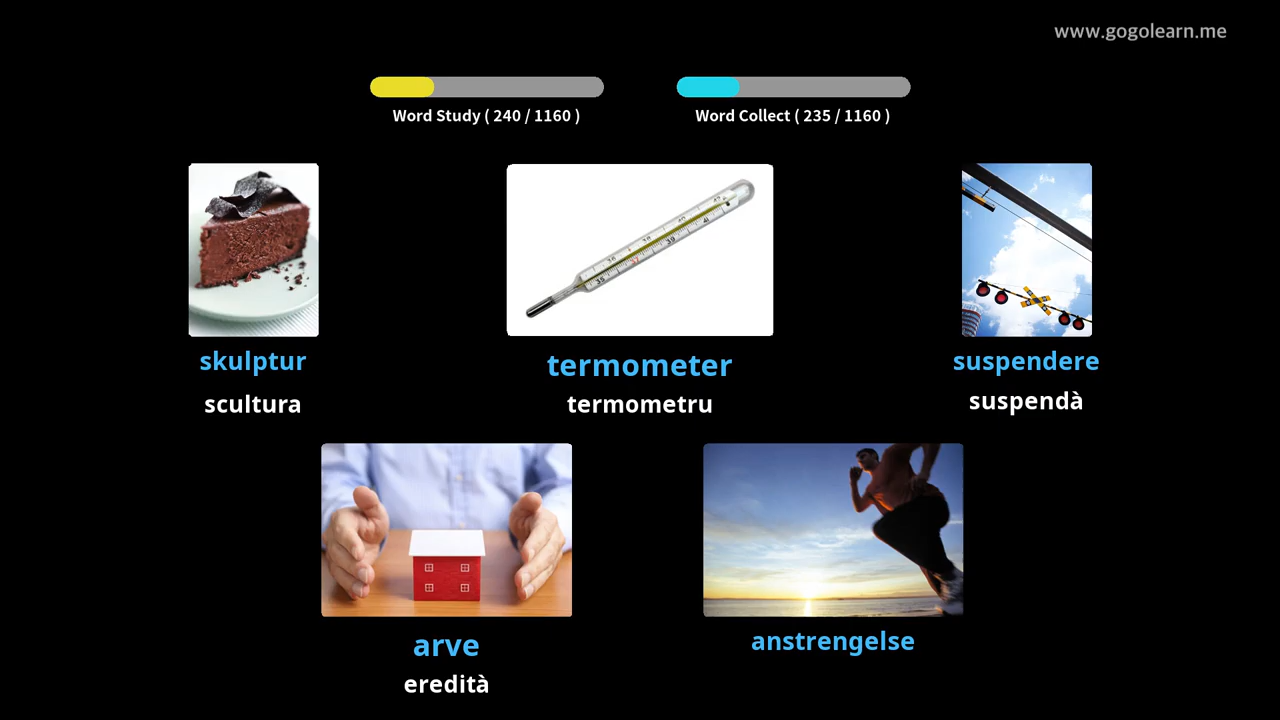 www.gogolearn.me
Word Study ( 240 / 1160 )
Word Collect ( 235 / 1160 )
skulptur
scultura
termometer
termometru
suspendere
suspendà
arve
eredità
anstrengelse